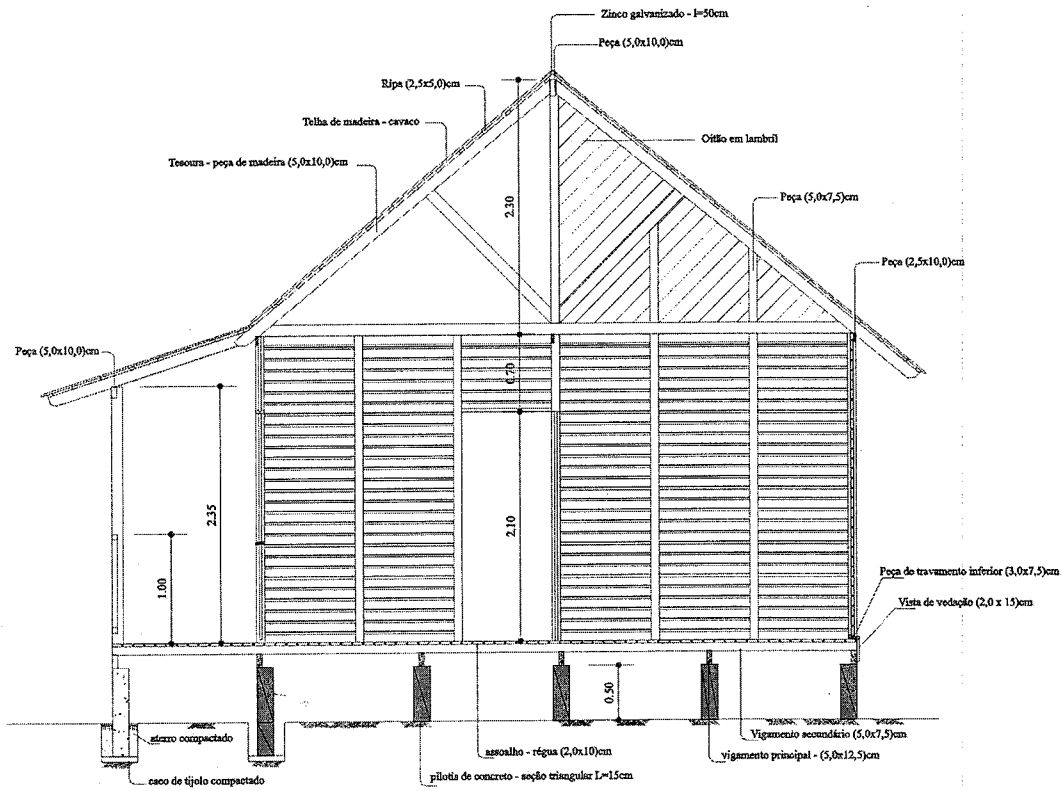 Zinco galvanizado - l=50cm
Peça (5,0x10,0)cm
Ripa (2,5x5,0)cm
Telha de madeira - cavaco
Oitão em lambril
Tesoura - peça de madeira (5,0x10,0)cm
Peça (5,0x7,5)cm
2.30
Peça (2,5x10,0)cm
Peça (5,0x10,0)cm
0.70
2.35
2.10
1.00
Peça de travamento inferior (3,0x7,5)cm
Vista de vedação (2,0 x 15)cm
0.50
aterro compactado
assoalho - régua (2,0x10)cm
Vigamento secundário (5,0x7,5)cm
vigamento principal - (5,0x12,5)cm
caco de tijolo compactado
pilotis de concreto - seção triangular L=15cm